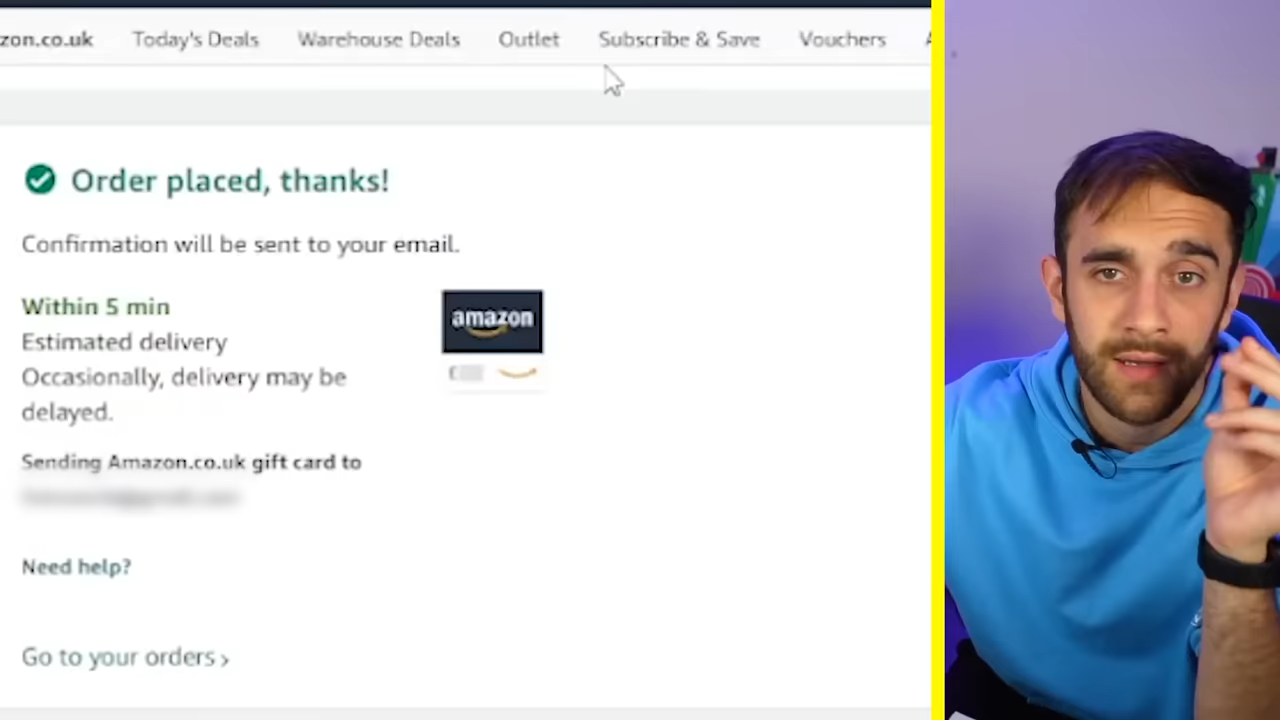 zon.co.uk Today's Deals Warehouse Deals Outlet Subscribe & Save Vouchers
Order placed, thanks!
Confirmation will be sent to your email.
Within 5 min
Estimated delivery
Occasionally, delivery may be
delayed.
amazon
Sending Amazon.co.uk gift card to
Need help?
Go to your orders ›